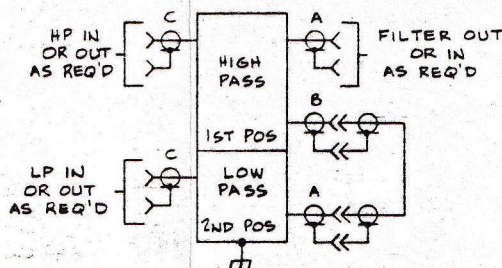 HP IN
OR OUT
AS REQ'D
C
HIGH
PASS
1ST POS
A
FILTER OUT
OR IN
AS REQ'D
B
LP IN
OR OUT
AS REQ'D
C
LOW
PASS
2ND POS
A